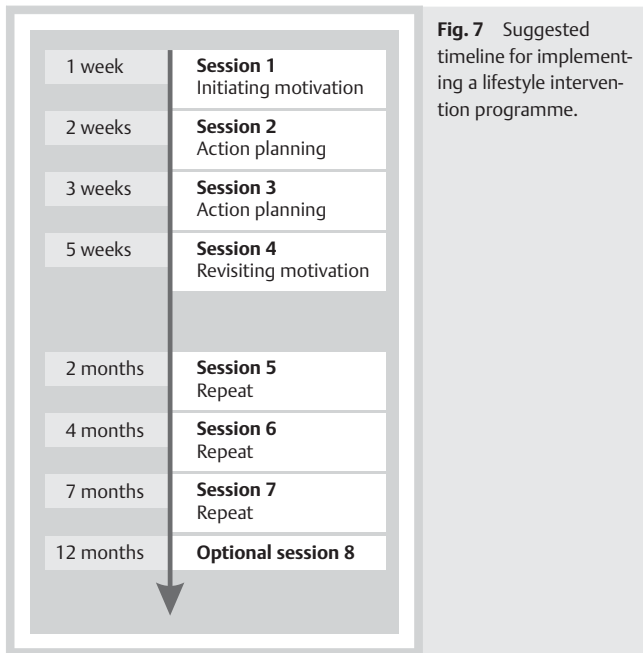 1 week
Session 1
Initiating motivation
2 weeks
Session 2
Action planning
3 weeks
Session 3
Action planning
5 weeks
Session 4
Revisiting motivation
2 months
Session 5
Repeat
4 months
Session 6
Repeat
7 months
Session 7
Repeat
12 months
Optional session 8
Fig. 7 Suggested
timeline for implement-
ing a lifestyle interven-
tion programme.